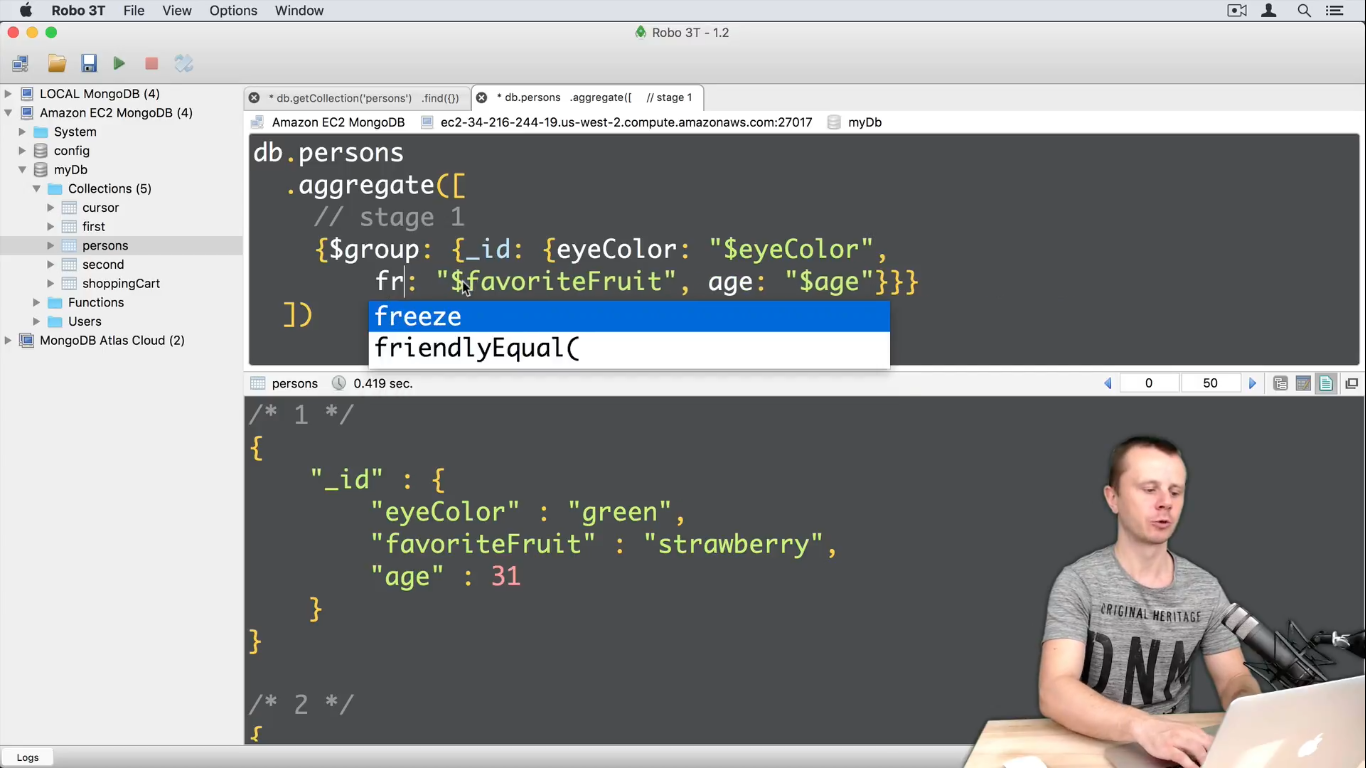 Robo 3T File View Options Window
Robo 3T - 1.2
LOCAL MongoDB (4)
Amazon EC2 MongoDB (4)
System
config
myDb
Collections (5)
cursor
first
persons
second
shoppingCart
Functions
Users
MongoDB Atlas Cloud (2)
* db.getCollection('persons') .find({})
* db.persons .aggregate([ // stage 1
Amazon EC2 MongoDB ec2-34-216-244-19.us-west-2.compute.amazonaws.com:27017 myDb
db.persons
.aggregate([
// stage 1
{$group: {_id: {eyeColor: "$eyeColor",
fr: "$favoriteFruit", age: "$age"}}}
])
freeze
friendlyEqual(
persons 0.419 sec. 0 50
/* 1 */
{
"_id" : {
"eyeColor" : "green",
"favoriteFruit" : "strawberry",
"age" : 31
}
}
/* 2 */
{
ORIGINAL HERITAGE
DNM
Logs